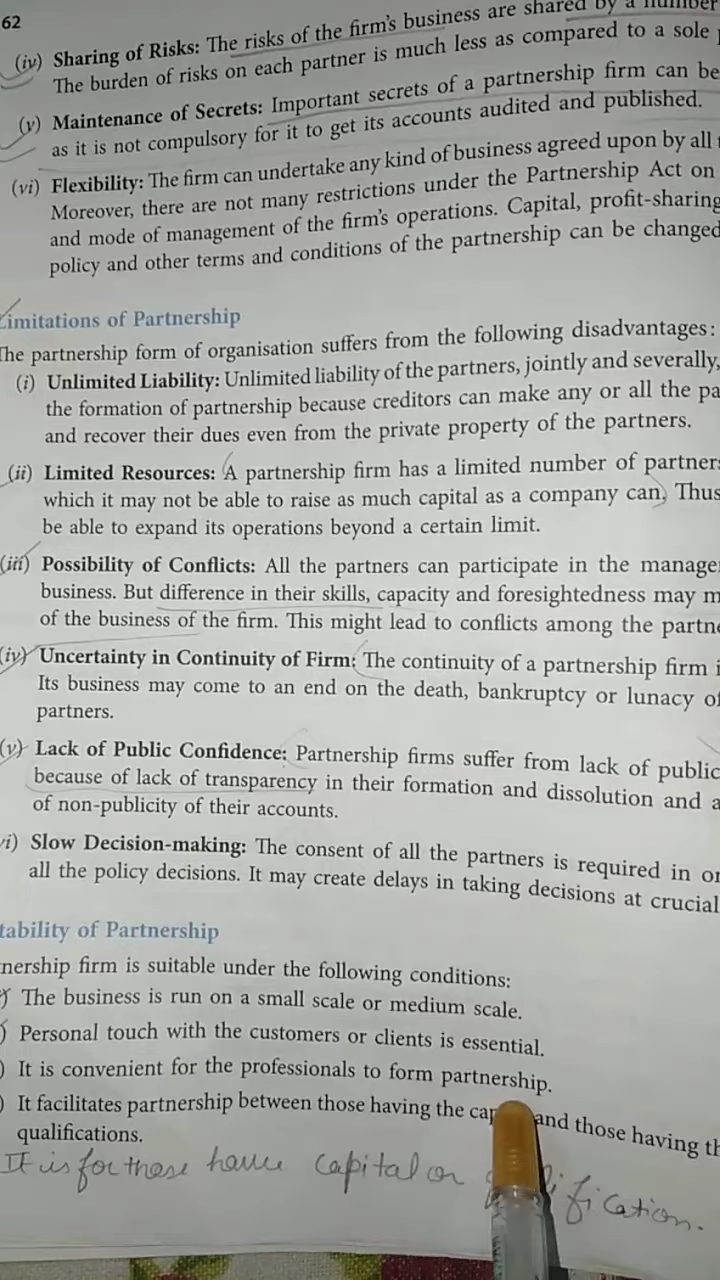 62
(iv) Sharing of Risks: The risks of the firm's business are shared by a number
The burden of risks on each partner is much less as compared to a sole
(v) Maintenance of Secrets: Important secrets of a partnership firm can be
as it is not compulsory for it to get its accounts audited and published.
(vi) Flexibility: The firm can undertake any kind of business agreed upon by all
Moreover, there are not many restrictions under the Partnership Act on
and mode of management of the firm's operations. Capital, profit-sharing
policy and other terms and conditions of the partnership can be changed
Limitations of Partnership
The partnership form of organisation suffers from the following disadvantages:
(i) Unlimited Liability: Unlimited liability of the partners, jointly and severally,
the formation of partnership because creditors can make any or all the pa
and recover their dues even from the private property of the partners.
(ii) Limited Resources: A partnership firm has a limited number of partners
which it may not be able to raise as much capital as a company can. Thus
be able to expand its operations beyond a certain limit.
(iii) Possibility of Conflicts: All the partners can participate in the manage
business. But difference in their skills, capacity and foresightedness may m
of the business of the firm. This might lead to conflicts among the partne
(iv) Uncertainty in Continuity of Firm: The continuity of a partnership firm i
Its business may come to an end on the death, bankruptcy or lunacy of
partners.
(v) Lack of Public Confidence: Partnership firms suffer from lack of public
because of lack of transparency in their formation and dissolution and a
of non-publicity of their accounts.
vi) Slow Decision-making: The consent of all the partners is required in or
all the policy decisions. It may create delays in taking decisions at crucial
tability of Partnership
nership firm is suitable under the following conditions:
) The business is run on a small scale or medium scale.
) Personal touch with the customers or clients is essential.
) It is convenient for the professionals to form partnership.
) It facilitates partnership between those having the cap and those having th
qualifications.
It is for those have capital or lification.